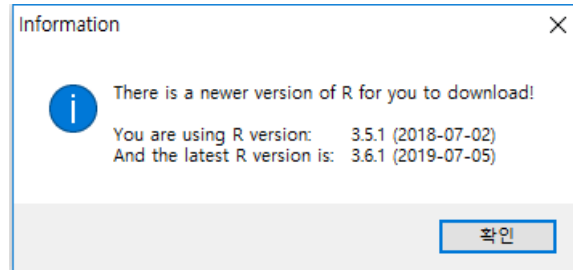 Information
There is a newer version of R for you to download!
You are using R version: 3.5.1 (2018-07-02)
And the latest R version is: 3.6.1 (2019-07-05)
확인